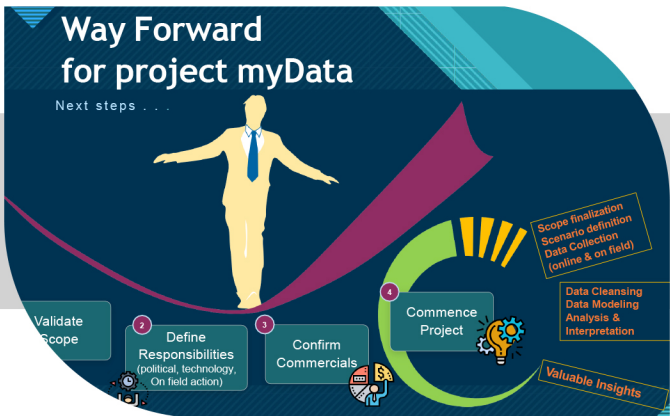 Way Forward
for project myData
Next steps . . .
Validate
Scope
2
Define
Responsibilities
(political, technology,
On field action)
3
Confirm
Commercials
4
Commence
Project
Scope finalization
Scenario definition
Data Collection
(online & on field)
Data Cleansing
Data Modeling
Analysis &
Interpretation
Valuable Insights